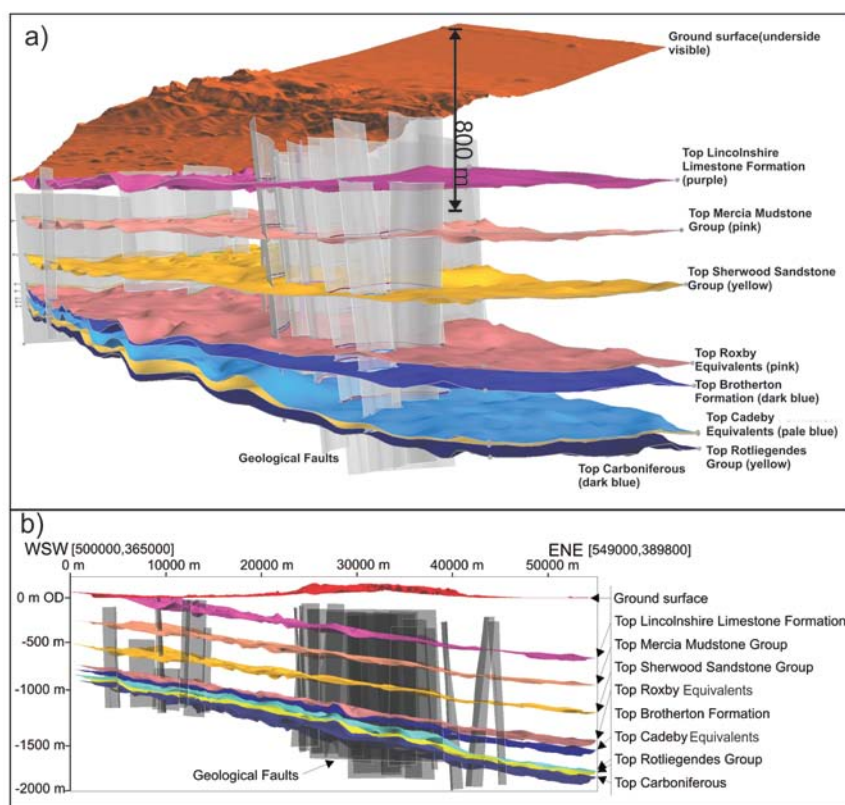 a)
Ground surface(underside
visible)
800 m
Top Lincolnshire
Limestone Formation
(purple)
Top Mercia Mudstone
Group (pink)
Top Sherwood Sandstone
Group (yellow)
Top Roxby
Equivalents (pink)
Top Brotherton
Formation (dark blue)
Top Cadeby
Equivalents (pale blue)
Geological Faults
Top Rotliegendes
Group (yellow)
Top Carboniferous
(dark blue)
b)
WSW [500000,365000]
ENE [549000,389800]
0 m 10000 m 20000 m 30000 m 40000 m 50000 m
0 m OD
Ground surface
Top Lincolnshire Limestone Formation
-500 m
Top Mercia Mudstone Group
Top Sherwood Sandstone Group
-1000 m
Top Roxby Equivalents
Top Brotherton Formation
-1500 m
Top Cadeby Equivalents
Top Rotliegendes Group
Geological Faults
-2000 m
Top Carboniferous